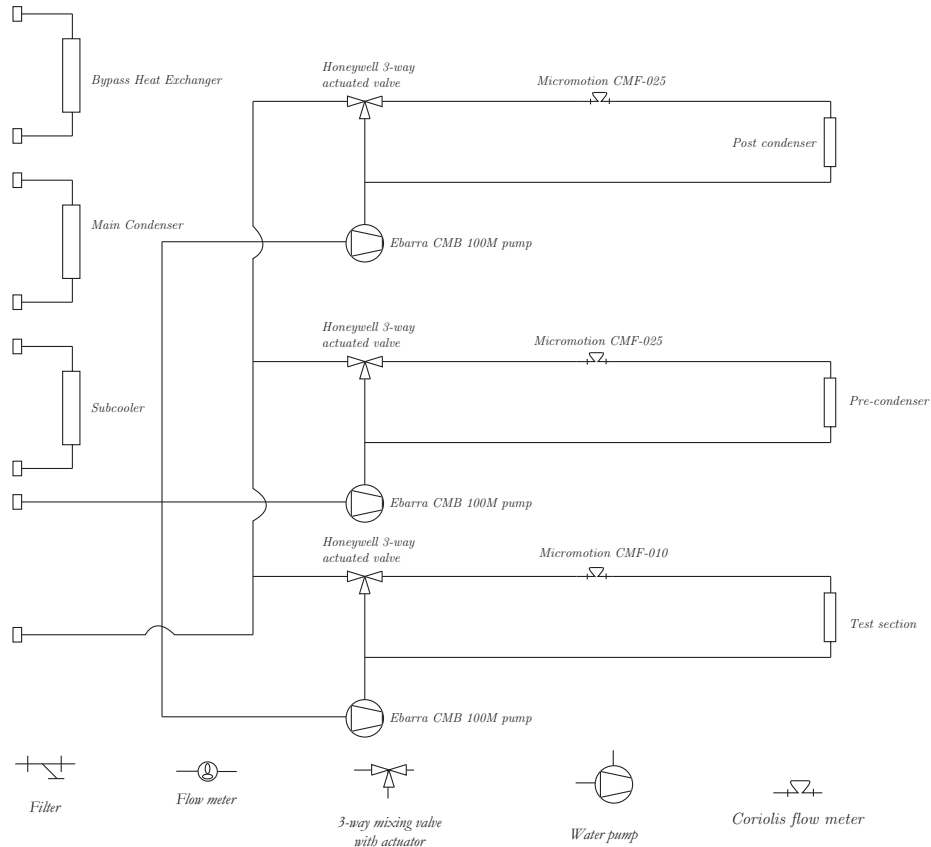 Honeywell 3-way
actuated valve
Micromotion CMF-025
Bypass Heat Exchanger
Post condenser
Main Condenser
Ebarra CMB 100M pump
Honeywell 3-way
actuated valve
Micromotion CMF-025
Subcooler
Pre-condenser
Ebarra CMB 100M pump
Honeywell 3-way
actuated valve
Micromotion CMF-010
Test section
Ebarra CMB 100M pump
Filter
Flow meter
3-way mixing valve
with actuator
Water pump
Coriolis flow meter